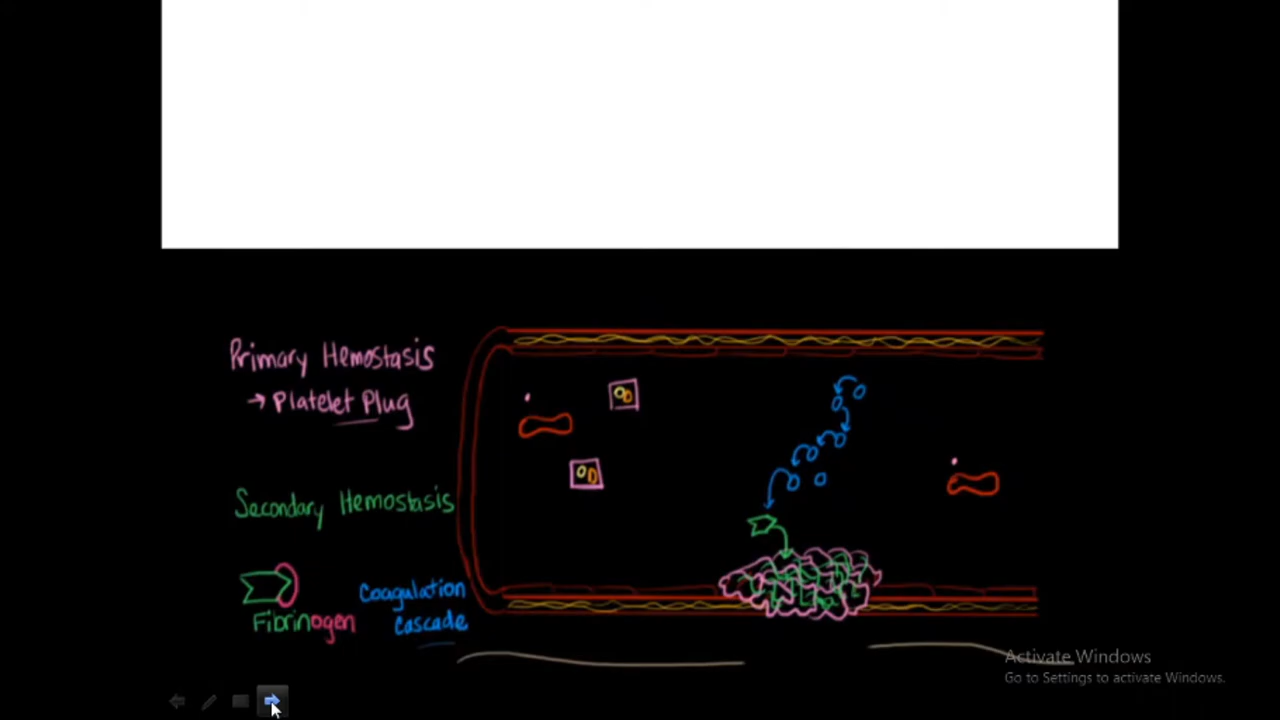 Primary Hemostasis
→ Platelet Plug
Secondary Hemostasis
Fibrinogen
Coagulation
Cascade
Activate Windows
Go to Settings to activate Windows.